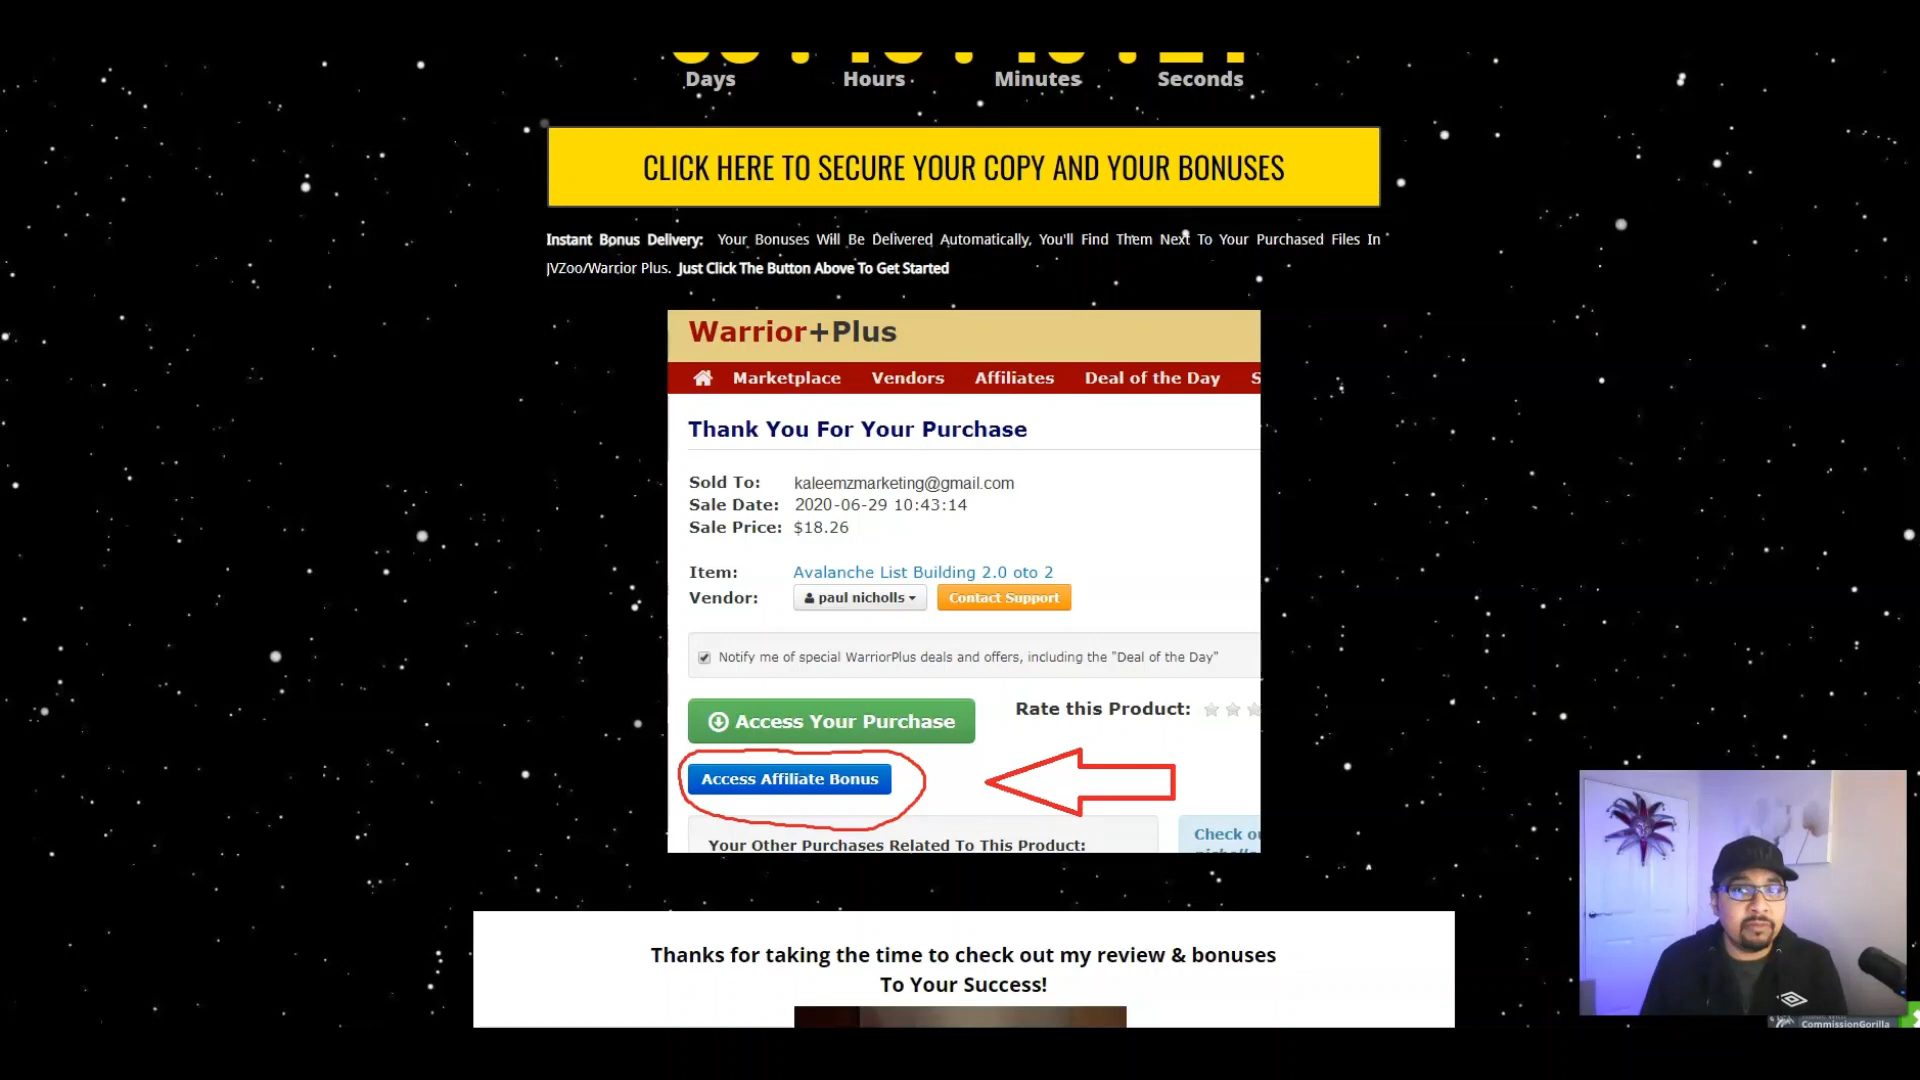 Days Hours Minutes Seconds
CLICK HERE TO SECURE YOUR COPY AND YOUR BONUSES
Instant Bonus Delivery: Your Bonuses Will Be Delivered Automatically, You'll Find Them Next To Your Purchased Files In
JVZoo/Warrior Plus. Just Click The Button Above To Get Started
Warrior+Plus
Marketplace Vendors Affiliates Deal of the Day S
Thank You For Your Purchase
Sold To: kaleemzmarketing@gmail.com
Sale Date: 2020-06-29 10:43:14
Sale Price: $18.26
Item: Avalanche List Building 2.0 oto 2
Vendor: paul nicholls Contact Support
Notify me of special WarriorPlus deals and offers, including the "Deal of the Day"
Access Your Purchase Rate this Product:
Access Affiliate Bonus
Your Other Purchases Related To This Product:
Check
Thanks for taking the time to check out my review & bonuses
To Your Success!
CommissionGorilla